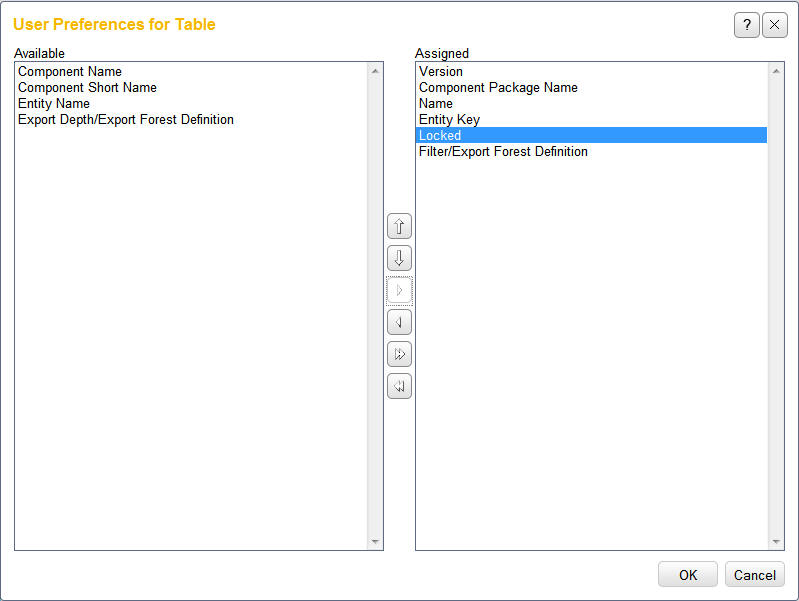 User Preferences for Table
?
Available
Component Name
Component Short Name
Entity Name
Export Depth/Export Forest Definition
Assigned
Version
Component Package Name
Name
Entity Key
Locked
Filter/Export Forest Definition
OK
Cancel